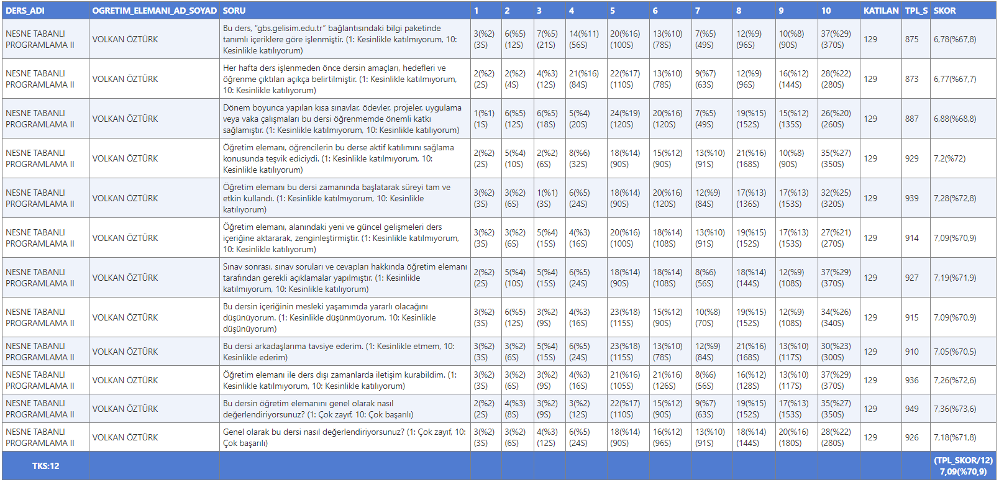 DERS_ADI OGRETIM_ELEMANI_AD_SOYAD SORU 1 2 3 4 5 6 7 8 9 10 KATILAN TPL_S SKOR
NESNE TABANLI PROGRAMLAMA II VOLKAN ÖZTÜRK Bu ders, “gbs.gelisim.edu.tr” bağlantısındaki bilgi paketinde tanımlı içeriklere göre işlenmiştir. (1: Kesinlikle katılmıyorum, 10: Kesinlikle katılıyorum) 3(%2) (3S) 6(%5) (12S) 7(%5) (21S) 14(%11) (56S) 20(%16) (100S) 13(%10) (78S) 7(%5) (49S) 12(%9) (96S) 10(%8) (90S) 37(%29) (370S) 129 875 6,78(%67,8)
NESNE TABANLI PROGRAMLAMA II VOLKAN ÖZTÜRK Her hafta ders işlenmeden önce dersin amaçları, hedefleri ve öğrenme çıktıları açıkça belirtilmiştir. (1: Kesinlikle katılmıyorum, 10: Kesinlikle katılıyorum) 2(%2) (2S) 2(%2) (4S) 4(%3) (12S) 21(%16) (84S) 22(%17) (110S) 13(%10) (78S) 9(%7) (63S) 12(%9) (96S) 16(%12) (144S) 28(%22) (280S) 129 873 6,77(%67,7)
NESNE TABANLI PROGRAMLAMA II VOLKAN ÖZTÜRK Dönem boyunca yapılan kısa sınavlar, ödevler, projeler, uygulama veya vaka çalışmaları bu dersi öğrenmemde önemli katkı sağlamıştır. (1: Kesinlikle katılmıyorum, 10: Kesinlikle katılıyorum) 1(%1) (1S) 6(%5) (12S) 6(%5) (18S) 5(%4) (20S) 24(%19) (120S) 20(%16) (120S) 7(%5) (49S) 19(%15) (152S) 15(%12) (135S) 26(%20) (260S) 129 887 6,88(%68,8)
NESNE TABANLI PROGRAMLAMA II VOLKAN ÖZTÜRK Öğretim elemanı, öğrencilerin bu derse aktif katılımını sağlama konusunda teşvik ediciydi. (1: Kesinlikle katılmıyorum, 10: Kesinlikle katılıyorum) 2(%2) (2S) 5(%4) (10S) 2(%2) (6S) 8(%6) (32S) 18(%14) (90S) 15(%12) (90S) 13(%10) (91S) 21(%16) (168S) 10(%8) (90S) 35(%27) (350S) 129 929 7,2(%72)
NESNE TABANLI PROGRAMLAMA II VOLKAN ÖZTÜRK Öğretim elemanı bu dersi zamanında başlatarak süreyi tam ve etkin kullandı. (1: Kesinlikle katılmıyorum, 10: Kesinlikle katılıyorum) 3(%2) (3S) 3(%2) (6S) 1(%1) (3S) 6(%5) (24S) 18(%14) (90S) 20(%16) (120S) 12(%9) (84S) 17(%13) (136S) 17(%13) (153S) 32(%25) (320S) 129 939 7,28(%72,8)
NESNE TABANLI PROGRAMLAMA II VOLKAN ÖZTÜRK Öğretim elemanı, alanındaki yeni ve güncel gelişmeleri ders içeriğine aktararak, zenginleştirmiştir. (1: Kesinlikle katılmıyorum, 10: Kesinlikle katılıyorum) 3(%2) (3S) 3(%2) (6S) 5(%4) (15S) 4(%3) (16S) 20(%16) (100S) 18(%14) (108S) 13(%10) (91S) 19(%15) (152S) 17(%13) (153S) 27(%21) (270S) 129 914 7,09(%70,9)
NESNE TABANLI PROGRAMLAMA II VOLKAN ÖZTÜRK Sınav sonrası, sınav soruları ve cevapları hakkında öğretim elemanı tarafından gerekli açıklamalar yapılmıştır. (1: Kesinlikle katılmıyorum, 10: Kesinlikle katılıyorum) 2(%2) (2S) 5(%4) (10S) 5(%4) (15S) 6(%5) (24S) 18(%14) (90S) 18(%14) (108S) 8(%6) (56S) 18(%14) (144S) 12(%9) (108S) 37(%29) (370S) 129 927 7,19(%71,9)
NESNE TABANLI PROGRAMLAMA II VOLKAN ÖZTÜRK Bu dersin içeriğinin mesleki yaşamımda yararlı olacağını düşünüyorum. (1: Kesinlikle düşünmüyorum, 10: Kesinlikle düşünüyorum) 3(%2) (3S) 6(%5) (12S) 3(%2) (9S) 4(%3) (16S) 23(%18) (115S) 15(%12) (90S) 10(%8) (70S) 19(%15) (152S) 12(%9) (108S) 34(%26) (340S) 129 915 7,09(%70,9)
NESNE TABANLI PROGRAMLAMA II VOLKAN ÖZTÜRK Bu dersi arkadaşlarıma tavsiye ederim. (1: Kesinlikle etmem, 10: Kesinlikle ederim) 3(%2) (3S) 3(%2) (6S) 5(%4) (15S) 6(%5) (24S) 23(%18) (115S) 13(%10) (78S) 12(%9) (84S) 21(%16) (168S) 13(%10) (117S) 30(%23) (300S) 129 910 7,05(%70,5)
NESNE TABANLI PROGRAMLAMA II VOLKAN ÖZTÜRK Öğretim elemanı ile ders dışı zamanlarda iletişim kurabildim. (1: Kesinlikle katılmıyorum, 10: Kesinlikle katılıyorum) 3(%2) (3S) 3(%2) (6S) 3(%2) (9S) 4(%3) (16S) 21(%16) (105S) 21(%16) (126S) 8(%6) (56S) 16(%12) (128S) 13(%10) (117S) 37(%29) (370S) 129 936 7,26(%72,6)
NESNE TABANLI PROGRAMLAMA II VOLKAN ÖZTÜRK Bu dersin öğretim elemanını genel olarak nasıl değerlendiriyorsunuz? (1: Çok zayıf, 10: Çok başarılı) 2(%2) (2S) 4(%3) (8S) 3(%2) (9S) 3(%2) (12S) 22(%17) (110S) 15(%12) (90S) 9(%7) (63S) 19(%15) (152S) 17(%13) (153S) 35(%27) (350S) 129 949 7,36(%73,6)
NESNE TABANLI PROGRAMLAMA II VOLKAN ÖZTÜRK Genel olarak bu dersi nasıl değerlendiriyorsunuz? (1: Çok zayıf, 10: Çok başarılı) 3(%2) (3S) 3(%2) (6S) 4(%3) (12S) 6(%5) (24S) 18(%14) (90S) 16(%12) (96S) 13(%10) (91S) 18(%14) (144S) 20(%16) (180S) 28(%22) (280S) 129 926 7,18(%71,8)
TKS:12 (TPL_SKOR/12) 7,09(%70,9)